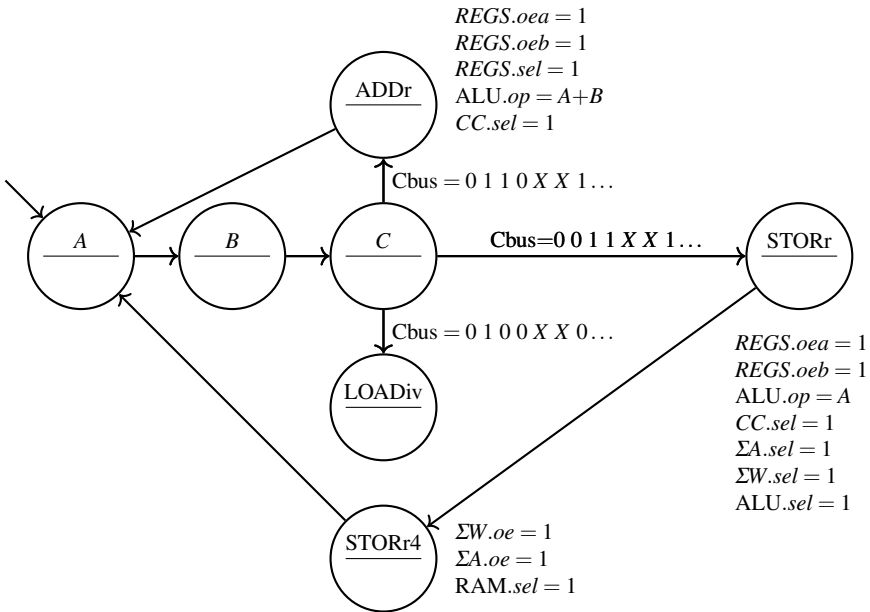 REGS.oea = 1
REGS.oeb = 1
REGS.sel = 1
ALU.op = A+B
CC.sel = 1
ADDr
Cbus = 0 1 1 0 X X 1 . . .
A
B
C
Cbus=0 0 1 1 X X 1 . . .
STORr
Cbus = 0 1 0 0 X X 0 . . .
LOADiv
REGS.oea = 1
REGS.oeb = 1
ALU.op = A
CC.sel = 1
ΣA.sel = 1
ΣW.sel = 1
ALU.sel = 1
STORr4
ΣW.oe = 1
ΣA.oe = 1
RAM.sel = 1